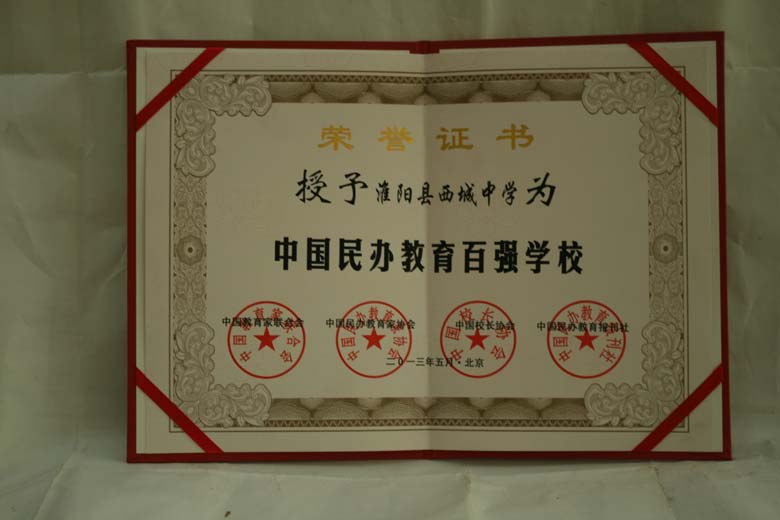 荣誉证书
授予淮阳县西城中学为
中国民办教育百强学校
中国教育家联合会 中国民办教育家协会 中国校长协会 中国民办教育报刊社
二〇一三年五月·北京